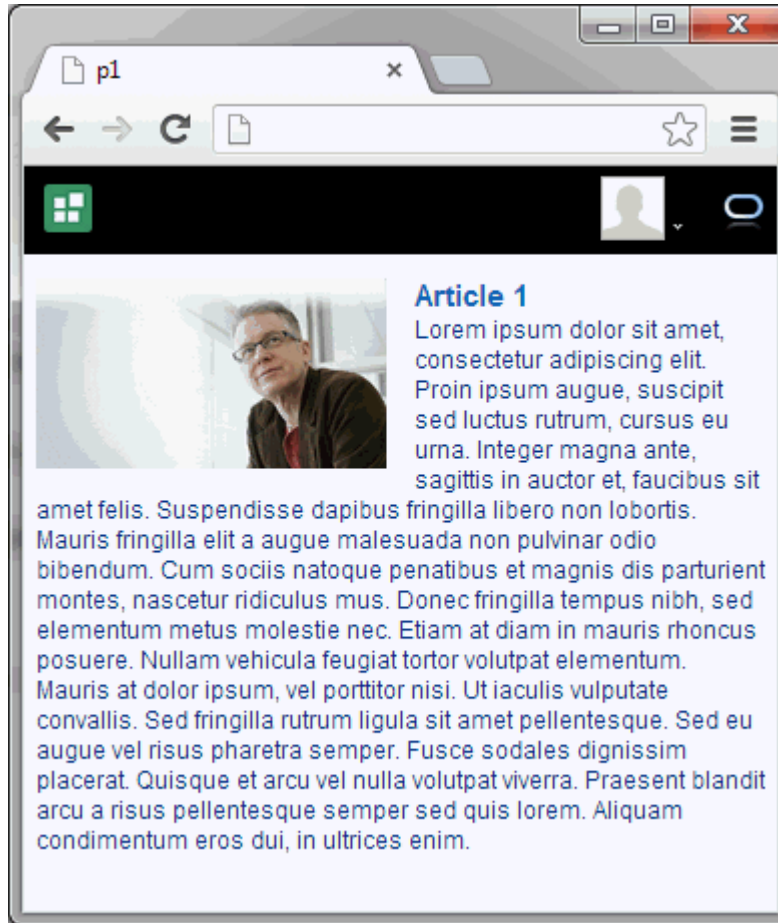 p1
Article 1
Lorem ipsum dolor sit amet,
consectetur adipiscing elit.
Proin ipsum augue, suscipit
sed luctus rutrum, cursus eu
urna. Integer magna ante,
sagittis in auctor et, faucibus sit
amet felis. Suspendisse dapibus fringilla libero non lobortis.
Mauris fringilla elit a augue malesuada non pulvinar odio
bibendum. Cum sociis natoque penatibus et magnis dis parturient
montes, nascetur ridiculus mus. Donec fringilla tempus nibh, sed
elementum metus molestie nec. Etiam at diam in mauris rhoncus
posuere. Nullam vehicula feugiat tortor volutpat elementum.
Mauris at dolor ipsum, vel porttitor nisi. Ut iaculis vulputate
convallis. Sed fringilla rutrum ligula sit amet pellentesque. Sed eu
augue vel risus pharetra semper. Fusce sodales dignissim
placerat. Quisque et arcu vel nulla volutpat viverra. Praesent blandit
arcu a risus pellentesque semper sed quis lorem. Aliquam
condimentum eros dui, in ultrices enim.